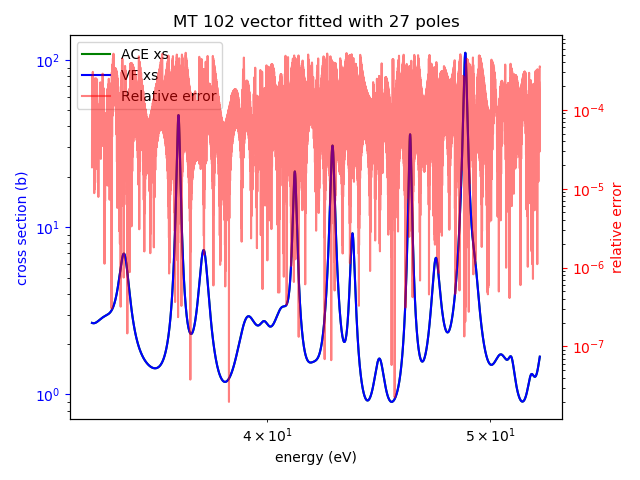 MT 102 vector fitted with 27 poles
ACE xs
VF xs
Relative error
10²
10¹
10⁰
cross section (b)
10⁻⁴
10⁻⁵
10⁻⁶
10⁻⁷
relative error
4 × 10¹
5 × 10¹
energy (eV)